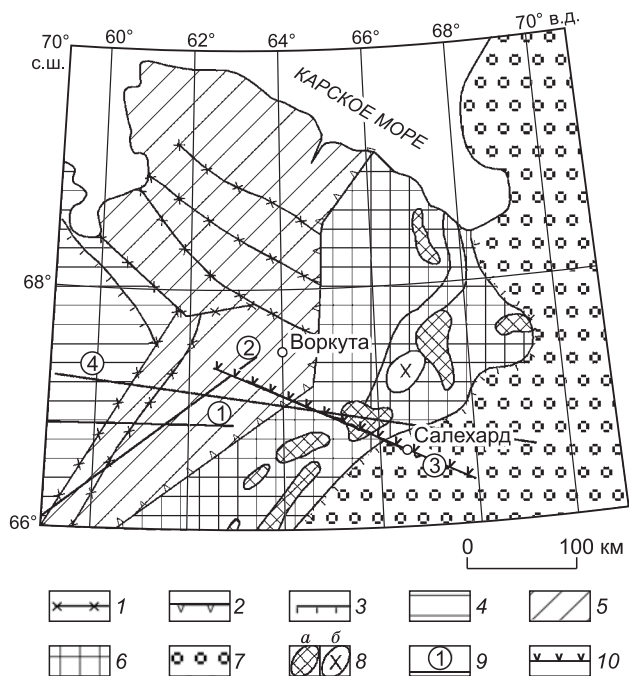 70° 60° 62° 64° 66° 68° 70° в.д.
с.ш.
КАРСКОЕ МОРЕ
68°
② Воркута
④
X
①
Салехард
③
66°
0 100 км
1 2 3 4 5
а б
6 7 X 8 ① 9 10